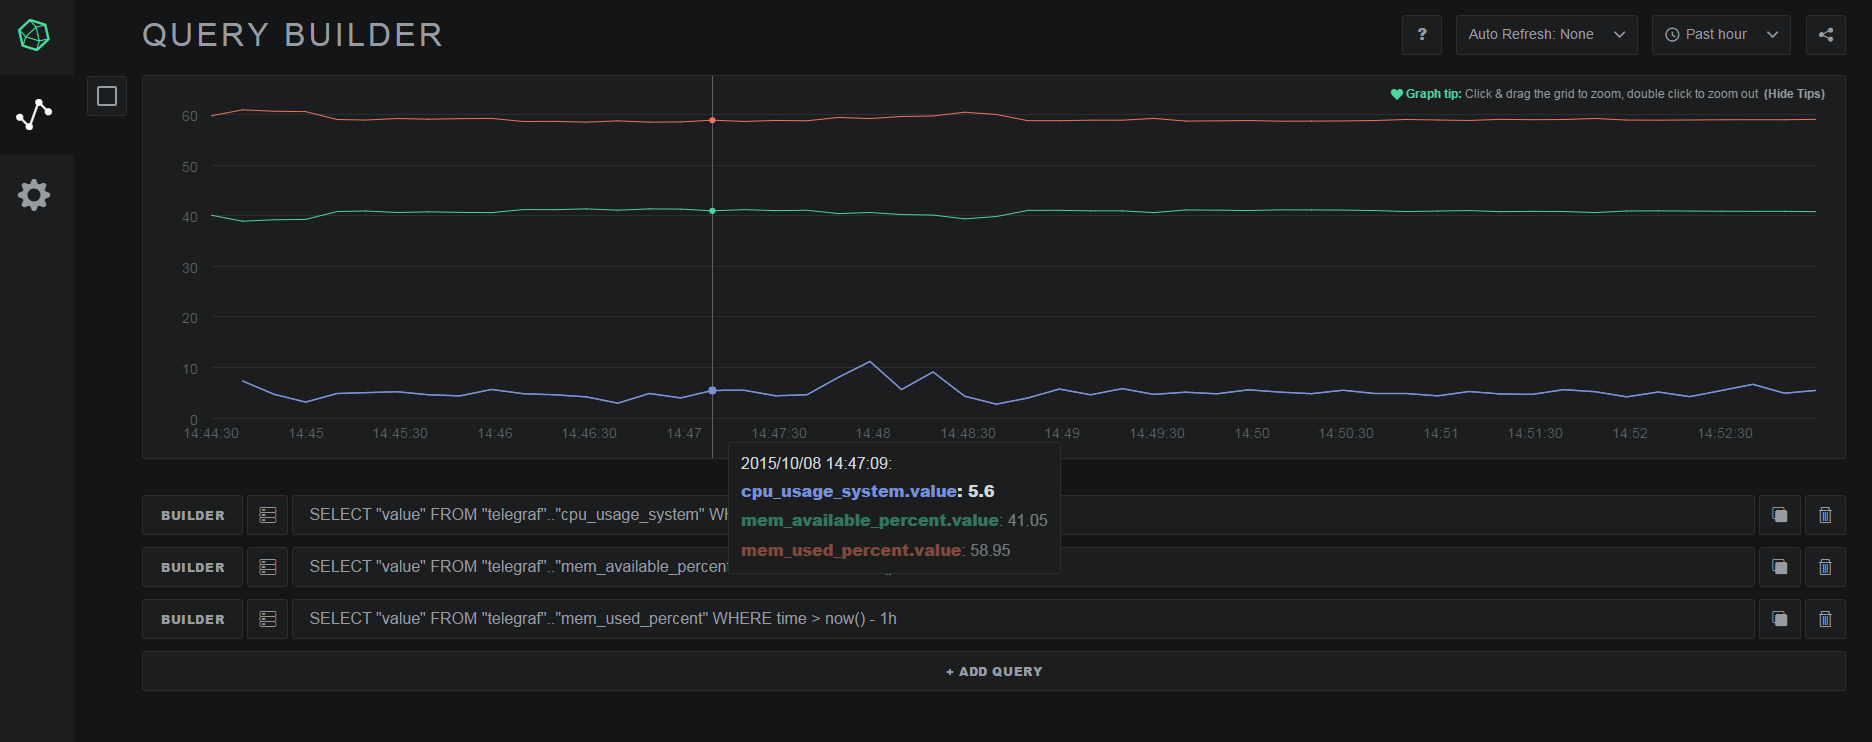 QUERY BUILDER
?
Auto Refresh: None
Past hour
Graph tip: Click & drag the grid to zoom, double click to zoom out (Hide Tips)
60
50
40
30
20
10
0
14:44:30 14:45 14:45:30 14:46 14:46:30 14:47 14:47:30 14:48 14:48:30 14:49 14:49:30 14:50 14:50:30 14:51 14:51:30 14:52 14:52:30
2015/10/08 14:47:09:
cpu_usage_system.value: 5.6
mem_available_percent.value: 41.05
mem_used_percent.value: 58.95
BUILDER
SELECT "value" FROM "telegraf".."cpu_usage_system"
BUILDER
SELECT "value" FROM "telegraf".."mem_available_percent
BUILDER
SELECT "value" FROM "telegraf".."mem_used_percent" WHERE time > now() - 1h
+ ADD QUERY